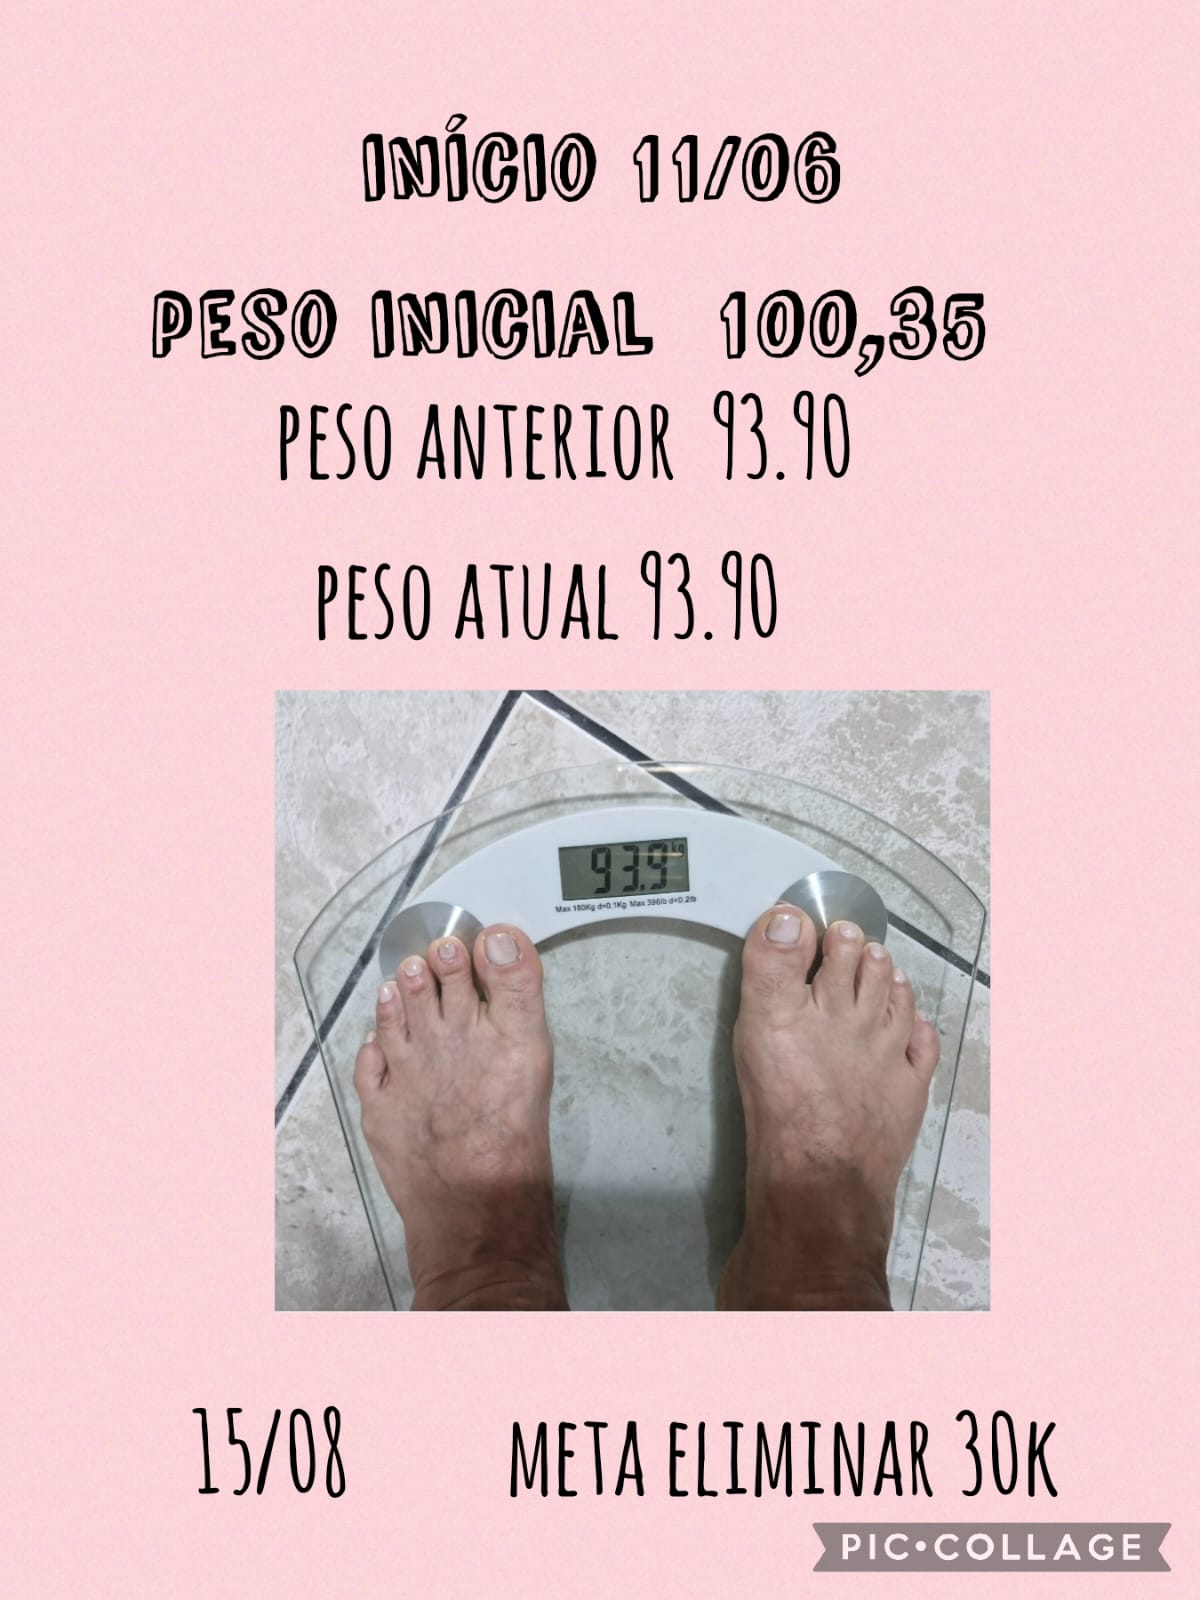 INÍCIO 11/06
PESO INICIAL 100,35
PESO ANTERIOR 93.90
PESO ATUAL 93.90
93.9 kg
Max 180Kg d=0.1Kg Max 396lb d=0.2lb
15/08 META ELIMINAR 30K
PIC•COLLAGE